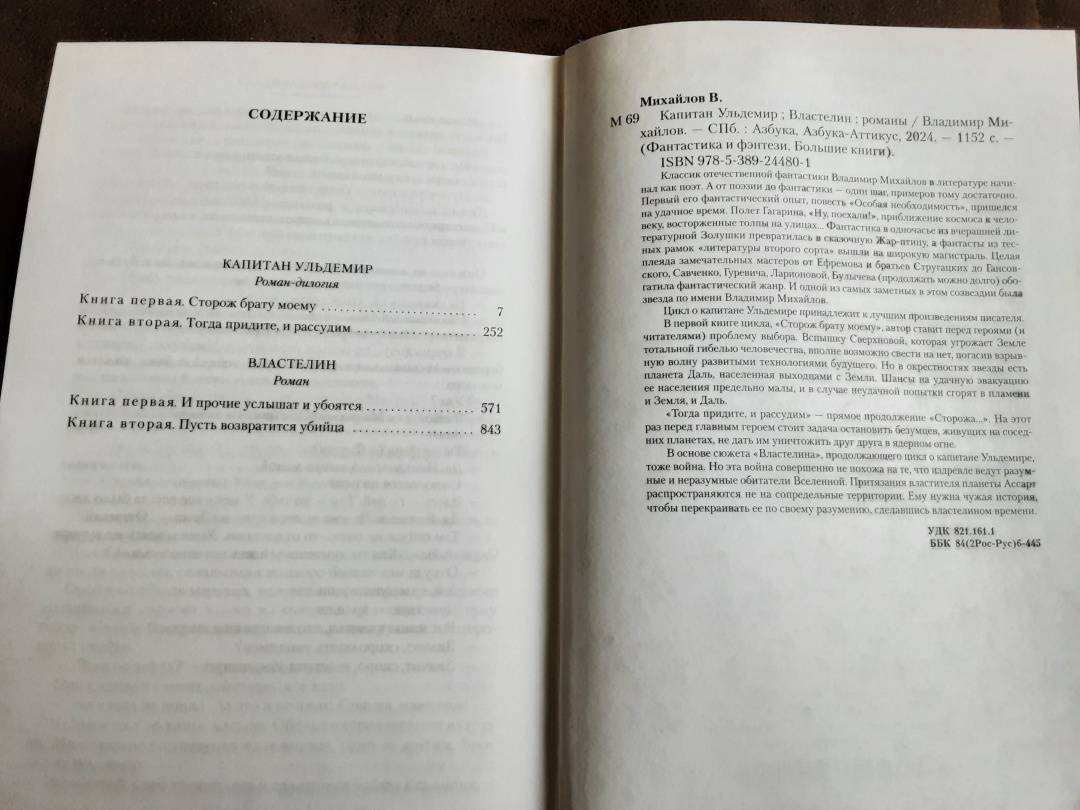 СОДЕРЖАНИЕ
КАПИТАН УЛЬДЕМИР
Роман-дилогия
Книга первая. Сторож брату моему ........................ 7
Книга вторая. Тогда придите, и рассудим .................. 252
ВЛАСТЕЛИН
Роман
Книга первая. И прочие услышат и убоятся ................ 571
Книга вторая. Пусть возвратится убийца .................. 843
Михайлов В.
М 69 Капитан Ульдемир ; Властелин : романы / Владимир Ми-
хайлов. — СПб. : Азбука, Азбука-Аттикус, 2024. — 1152 с. —
(Фантастика и фэнтези. Большие книги).
ISBN 978-5-389-24480-1
Классик отечественной фантастики Владимир Михайлов в литературе начи-
нал как поэт. А от поэзии до фантастики — один шаг, примеров тому достаточно.
Первый его фантастический опыт, повесть «Особая необходимость», пришелся
на удачное время. Полет Гагарина, «Ну, поехали!», приближение космоса к чело-
веку, восторженные толпы на улицах... Фантастика в одночасье из вчерашней ли-
тературной Золушки превратилась в сказочную Жар-птицу, а фантасты из тес-
ных рамок «литературы второго сорта» вышли на широкую магистраль. Целая
плеяда замечательных мастеров от Ефремова и братьев Стругацких до Гансов-
ского, Савченко, Гуревича, Ларионовой, Булычева (продолжать можно долго) обо-
гатила фантастический жанр. И одной из самых заметных в этом созвездии была
звезда по имени Владимир Михайлов.
Цикл о капитане Ульдемире принадлежит к лучшим произведениям писателя.
В первой книге цикла, «Сторож брату моему», автор ставит перед героями (и
читателями) проблему выбора. Вспышку Сверхновой, которая угрожает Земле
тотальной гибелью человечества, вполне возможно свести на нет, погасив взрыв-
ную волну развитыми технологиями будущего. Но в окрестностях звезды есть
планета Даль, населенная выходцами с Земли. Шансы на удачную эвакуацию
ее населения предельно малы, и в случае неудачной попытки сгорят в пламени
и Земля, и Даль.
«Тогда придите, и рассудим» — прямое продолжение «Сторожа...». На этот
раз перед главным героем стоит задача остановить безумцев, живущих на сосед-
них планетах, не дать им уничтожить друг друга в ядерном огне.
В основе сюжета «Властелина», продолжающего цикл о капитане Ульдемире,
тоже война. Но эта война совершенно не похожа на те, что издревле ведут разум-
ные и неразумные обитатели Вселенной. Притязания властителя планеты Ассарт
распространяются не на сопредельные территории. Ему нужна чужая история,
чтобы перекраивать ее по своему разумению, сделавшись властелином времени.
УДК 821.161.1
ББК 84(2Рос-Рус)6-445